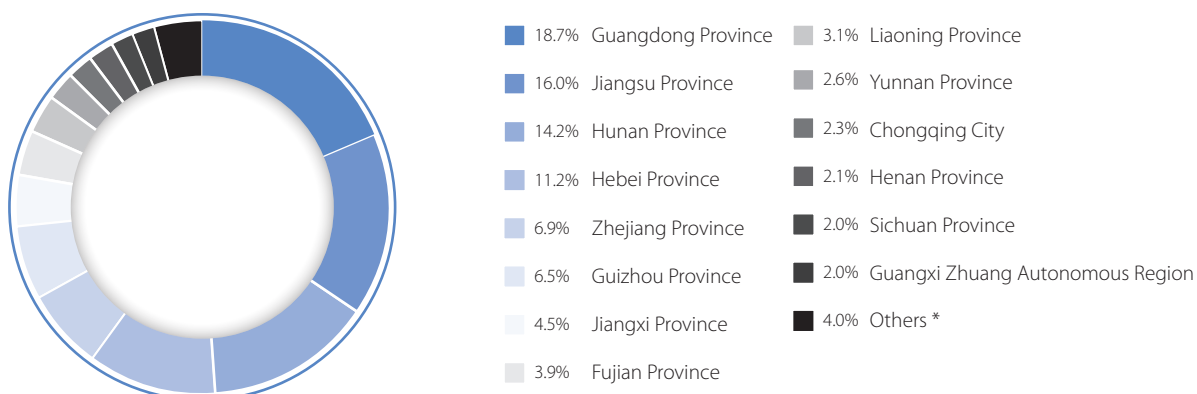 18.7% Guangdong Province
16.0% Jiangsu Province
14.2% Hunan Province
11.2% Hebei Province
6.9% Zhejiang Province
6.5% Guizhou Province
4.5% Jiangxi Province
3.9% Fujian Province
3.1% Liaoning Province
2.6% Yunnan Province
2.3% Chongqing City
2.1% Henan Province
2.0% Sichuan Province
2.0% Guangxi Zhuang Autonomous Region
4.0% Others *